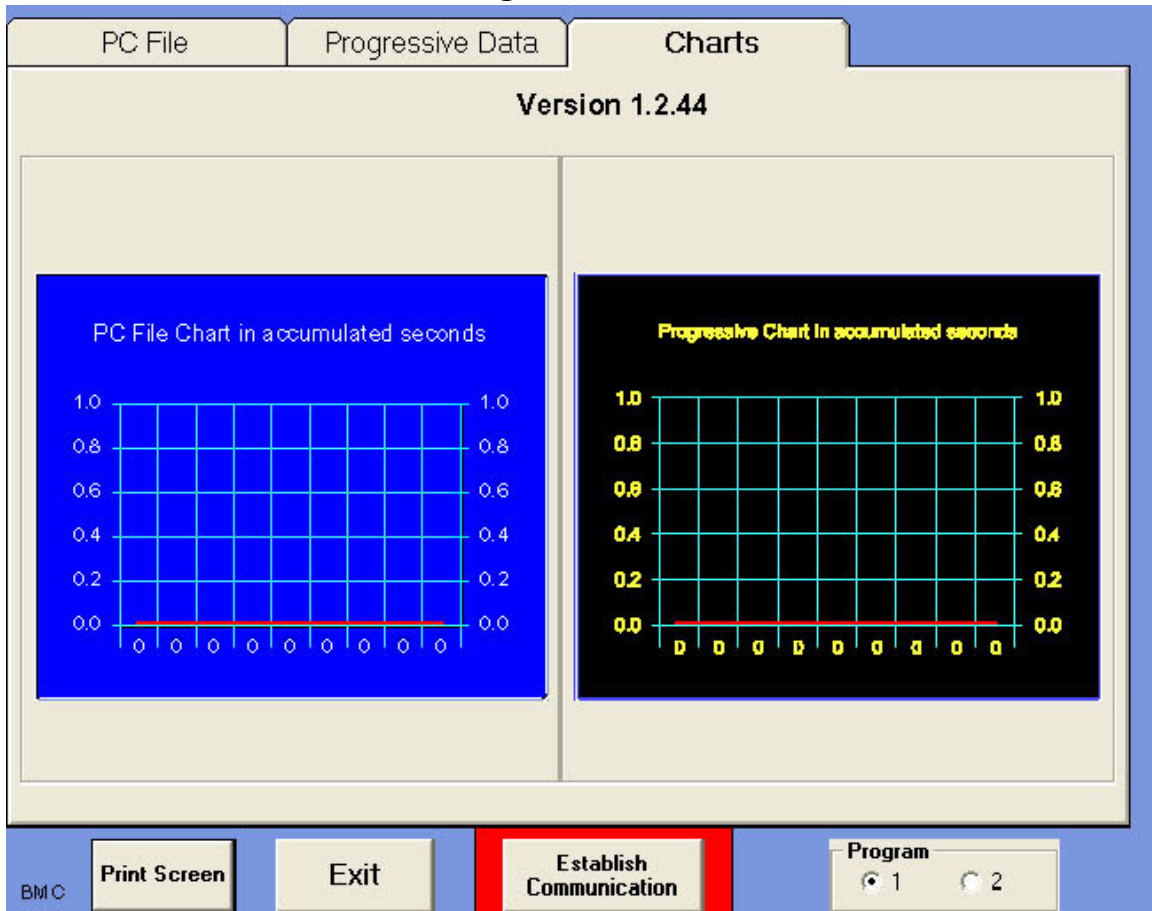 PC File
Progressive Data
Charts
Version 1.2.44
PC File Chart in accumulated seconds
1.0 1.0
0.8 0.8
0.6 0.6
0.4 0.4
0.2 0.2
0.0 0.0
0 0 0 0 0 0 0 0 0
Progressive Chart in accumulated seconds
1.0 1.0
0.8 0.8
0.6 0.6
0.4 0.4
0.2 0.2
0.0 0.0
0 0 0 0 0 0 0 0 0
BMC
Print Screen
Exit
Establish
Communication
Program
1 2